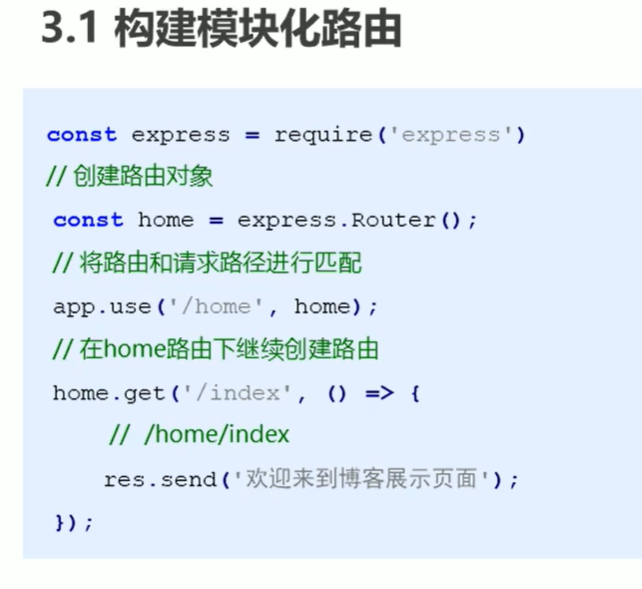 3.1 构建模块化路由
const express = require('express')
// 创建路由对象
const home = express.Router();
// 将路由和请求路径进行匹配
app.use('/home', home);
// 在home路由下继续创建路由
home.get('/index', () => {
// /home/index
res.send('欢迎来到博客展示页面');
});